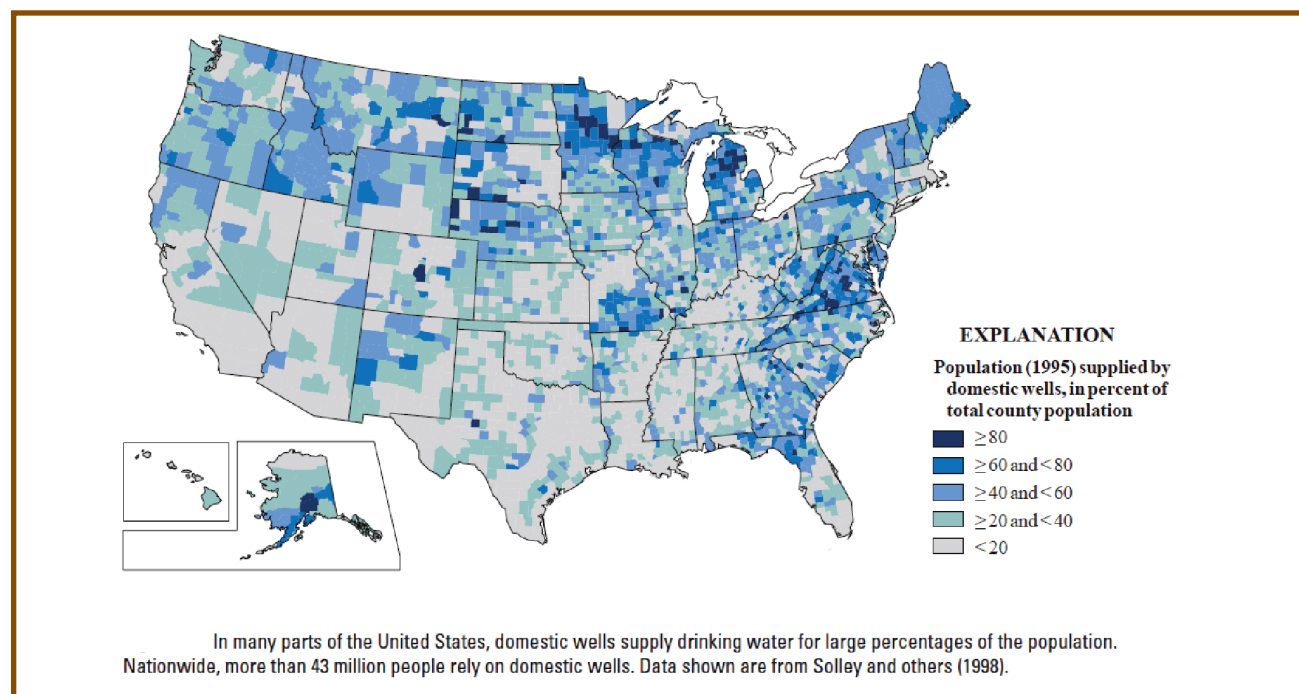 EXPLANATION
Population (1995) supplied by
domestic wells, in percent of
total county population
≥80
≥60 and<80
≥40 and<60
≥20 and<40
<20
In many parts of the United States, domestic wells supply drinking water for large percentages of the population.
Nationwide, more than 43 million people rely on domestic wells. Data shown are from Solley and others (1998).